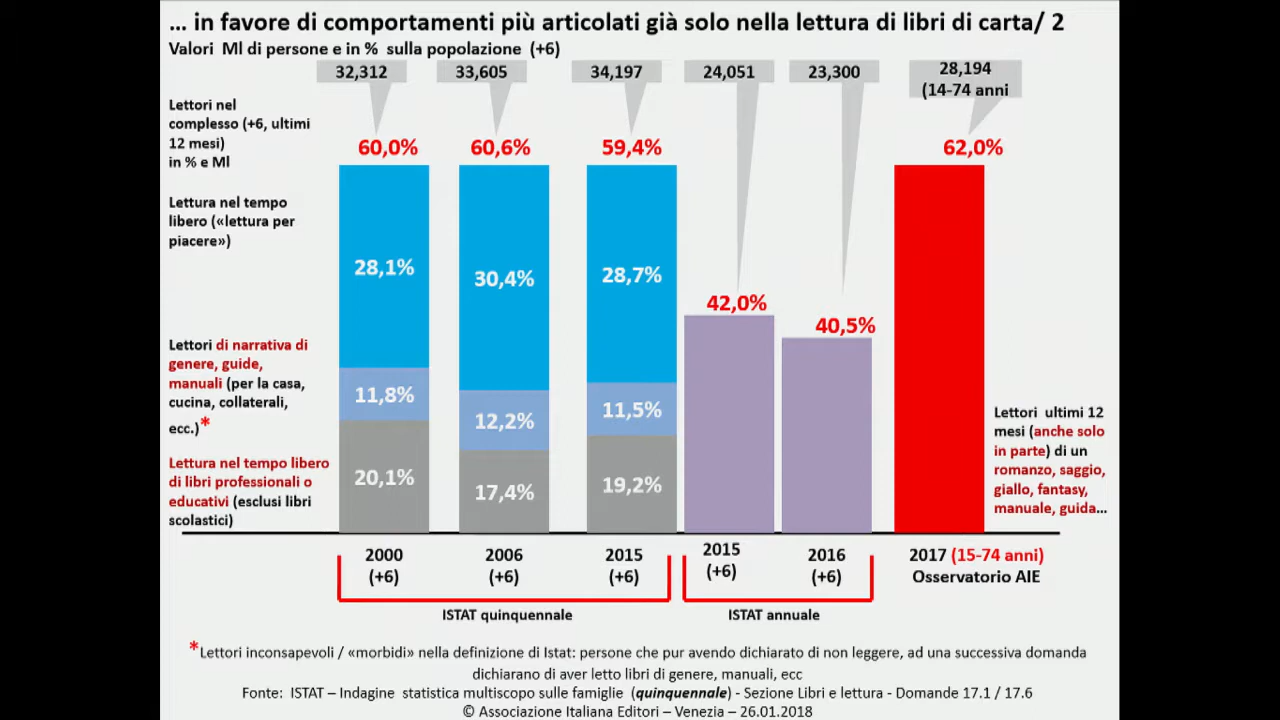 … in favore di comportamenti più articolati già solo nella lettura di libri di carta/ 2
Valori Ml di persone e in % sulla popolazione (+6)
32,312
33,605
34,197
24,051
23,300
28,194
(14-74 anni
Lettori nel
complesso (+6, ultimi
12 mesi)
in % e Ml
60,0%
60,6%
59,4%
62,0%
Lettura nel tempo
libero («lettura per
piacere»)
28,1%
30,4%
28,7%
42,0%
40,5%
Lettori di narrativa di
genere, guide,
manuali (per la casa,
cucina, collaterali,
ecc.)*
11,8%
12,2%
11,5%
Lettura nel tempo libero
di libri professionali o
educativi (esclusi libri
scolastici)
20,1%
17,4%
19,2%
Lettori ultimi 12
mesi (anche solo
in parte) di un
romanzo, saggio,
giallo, fantasy,
manuale, guida…
2000
(+6)
2006
(+6)
2015
(+6)
2015
(+6)
2016
(+6)
2017 (15-74 anni)
Osservatorio AIE
ISTAT quinquennale
ISTAT annuale
*Lettori inconsapevoli / «morbidi» nella definizione di Istat: persone che pur avendo dichiarato di non leggere, ad una successiva domanda
dichiarano di aver letto libri di genere, manuali, ecc
Fonte: ISTAT – Indagine statistica multiscopo sulle famiglie (quinquennale) - Sezione Libri e lettura - Domande 17.1 / 17.6
© Associazione Italiana Editori – Venezia – 26.01.2018